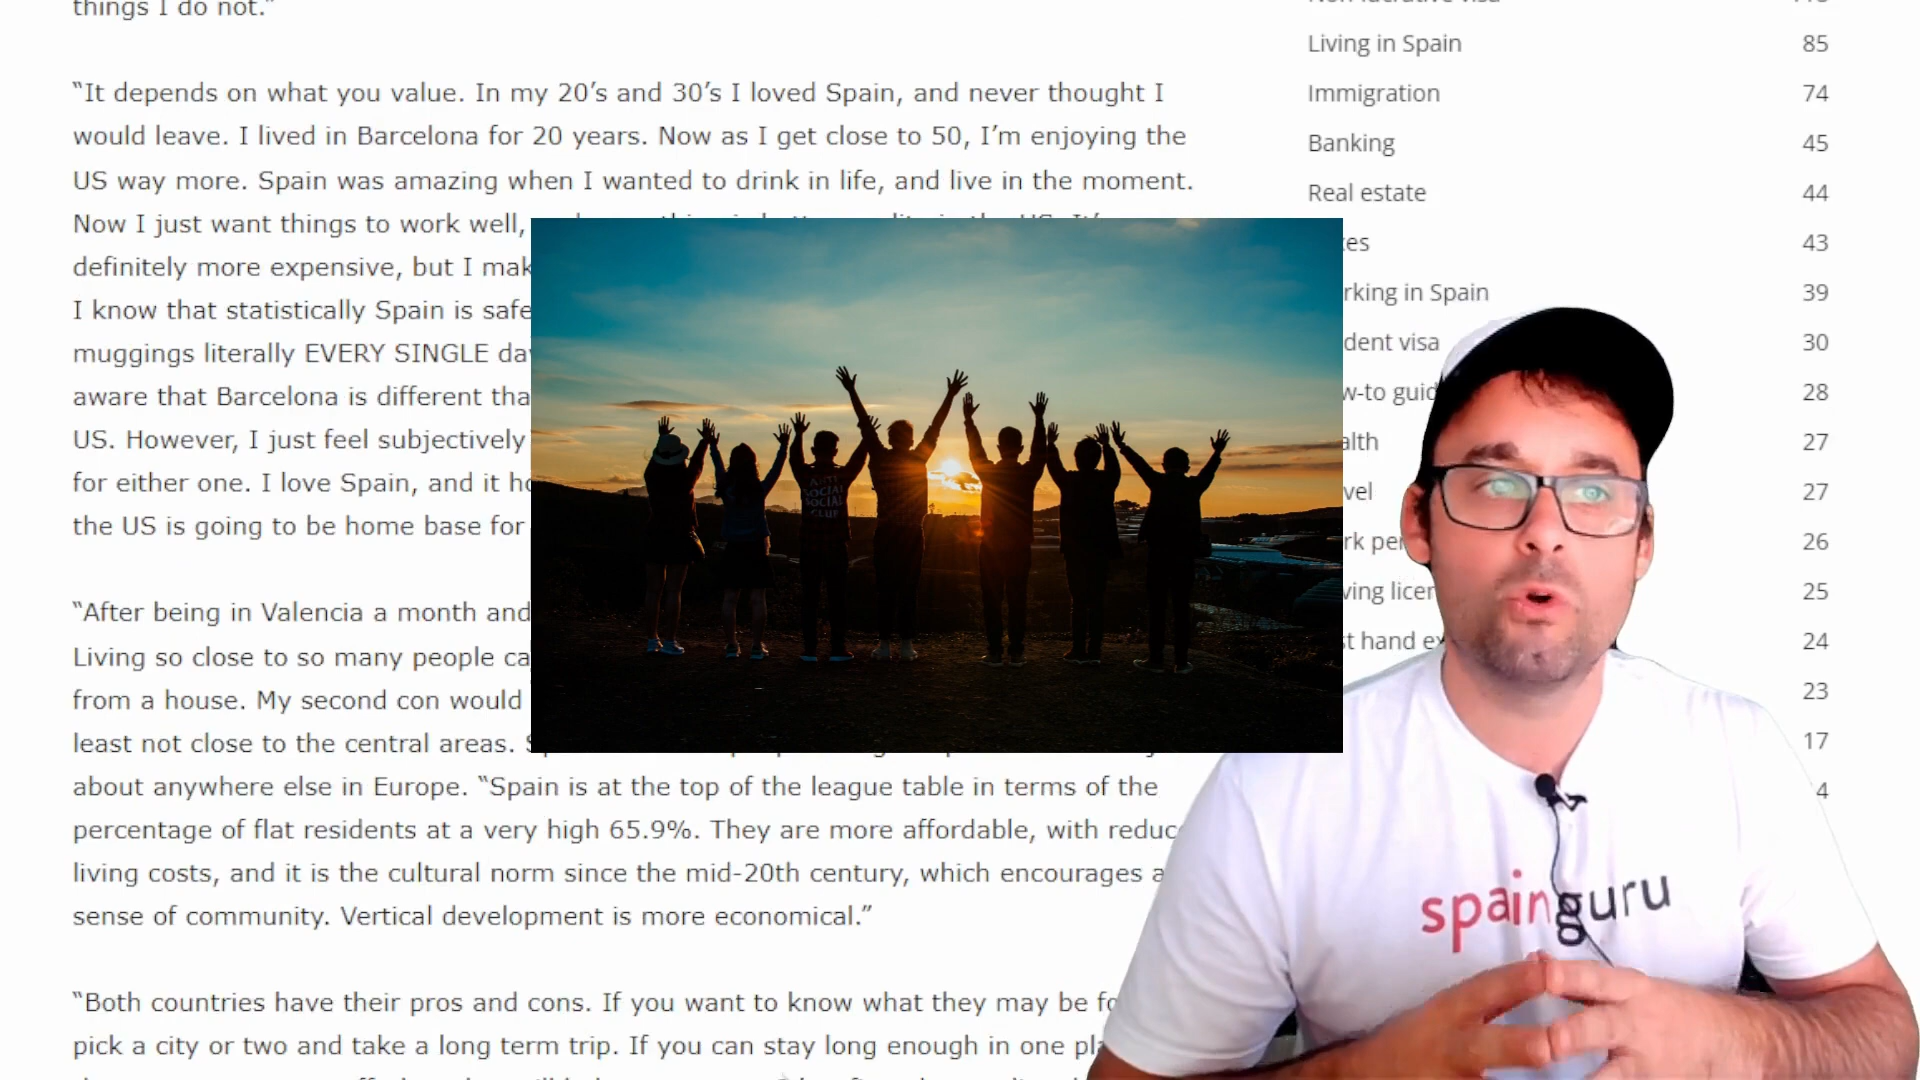 things I do not.”
“It depends on what you value. In my 20’s and 30’s I loved Spain, and never thought I
would leave. I lived in Barcelona for 20 years. Now as I get close to 50, I’m enjoying the
US way more. Spain was amazing when I wanted to drink in life, and live in the moment.
Now I just want things to work well,
definitely more expensive, but I mak
I know that statistically Spain is safe
muggings literally EVERY SINGLE da
aware that Barcelona is different tha
US. However, I just feel subjectively
for either one. I love Spain, and it ho
the US is going to be home base for
“After being in Valencia a month and
Living so close to so many people ca
from a house. My second con would
least not close to the central areas.
about anywhere else in Europe. “Spain is at the top of the league table in terms of the
percentage of flat residents at a very high 65.9%. They are more affordable, with reduc
living costs, and it is the cultural norm since the mid-20th century, which encourages a
sense of community. Vertical development is more economical.”
“Both countries have their pros and cons. If you want to know what they may be fo
pick a city or two and take a long term trip. If you can stay long enough in one pla
Living in Spain 85
Immigration 74
Banking 45
Real estate 44
xes 43
rking in Spain 39
dent visa 30
w-to guid 28
alth 27
vel 27
rk per 26
ving licen 25
st hand ex 24
23
17
4
ANTI
SOCIAL
SOCIAL
CLUB
spainguru